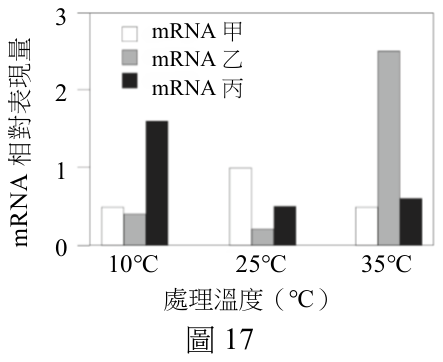 3
2
1
0
mRNA 相對表現量
mRNA 甲
mRNA 乙
mRNA 丙
10℃ 25℃ 35℃
處理溫度（℃）
圖 17